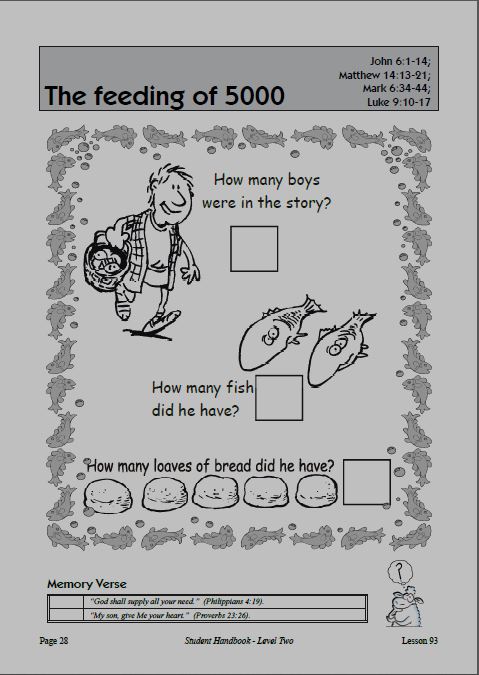 John 6:1-14;
Matthew 14:13-21;
Mark 6:34-44;
Luke 9:10-17
The feeding of 5000
How many boys
were in the story?
How many fish
did he have?
How many loaves of bread did he have?
Memory Verse
“God shall supply all your need.” (Philippians 4:19).
“My son, give Me your heart.” (Proverbs 23:26).
?
Page 28 Student Handbook - Level Two Lesson 93